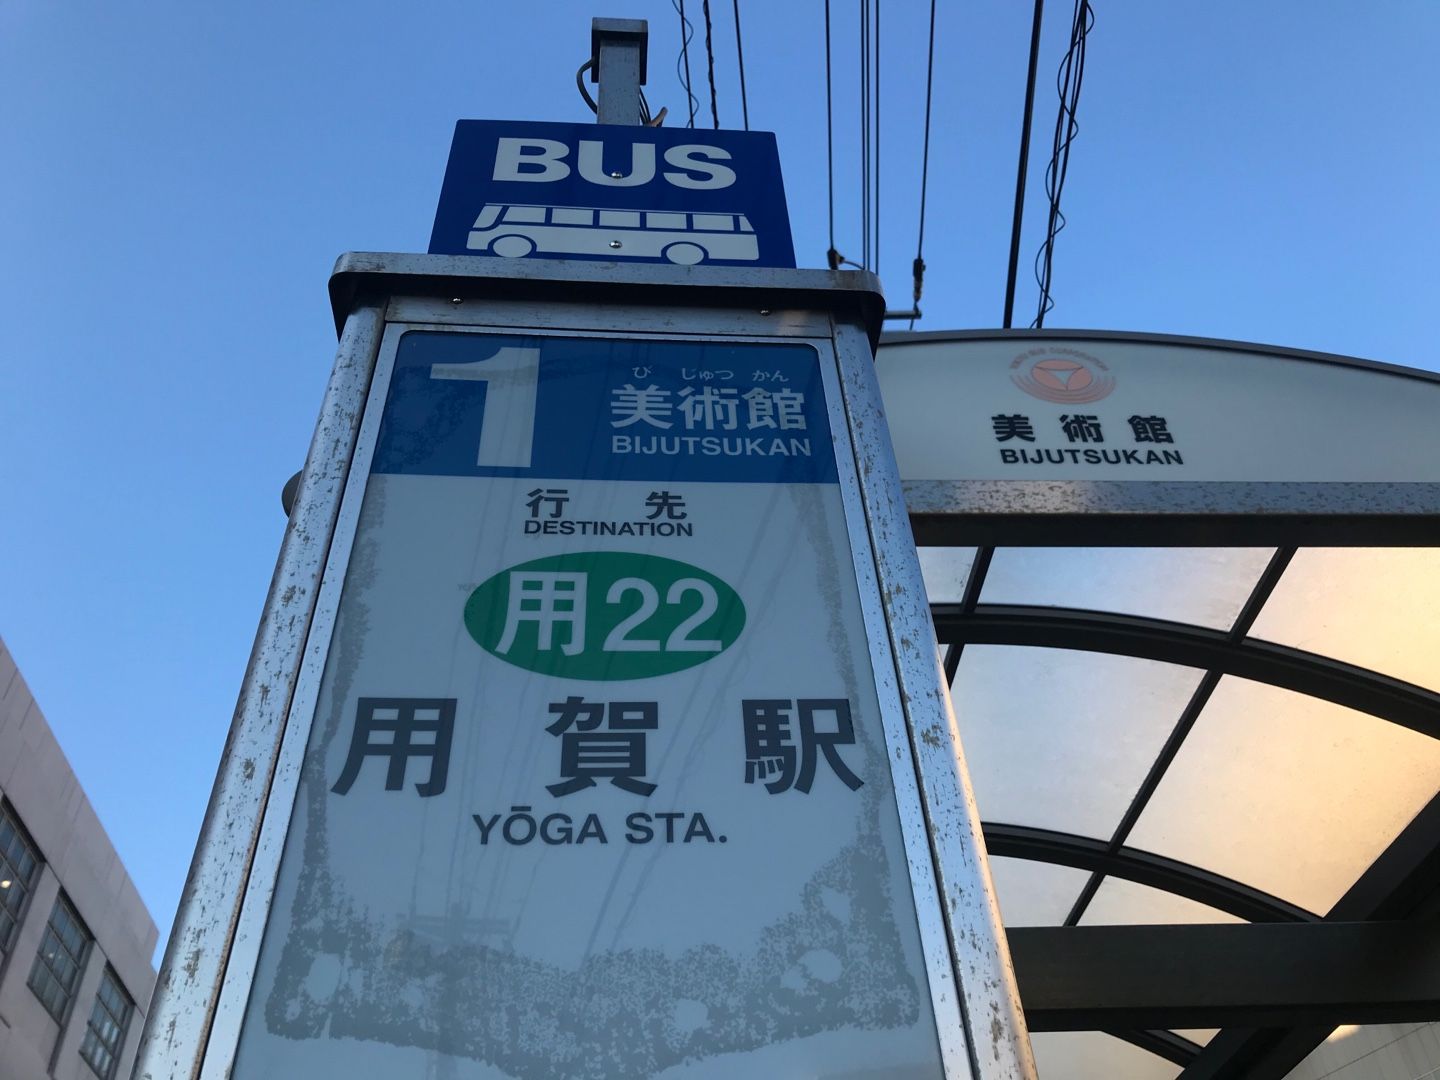 BUS
1
び じゅつ かん
美術館
BIJUTSUKAN
行先
DESTINATION
用22
用賀駅
YŌGA STA.
美術館
BIJUTSUKAN